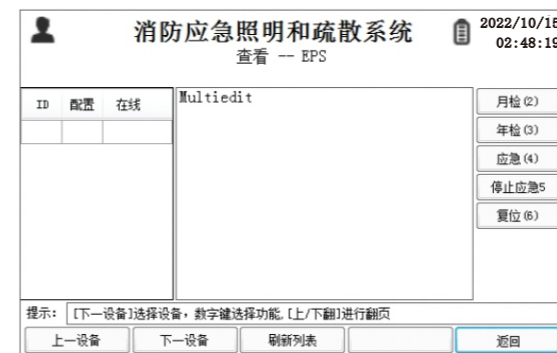 消防应急照明和疏散系统
查看 -- EPS
2022/10/15
02:48:19
ID 配置 在线
Multiedit
月检(2)
年检(3)
应急(4)
停止应急5
复位(6)
提示: [下一设备]选择设备，数字键选择功能,[上/下翻]进行翻页
上一设备 下一设备 刷新列表 返回